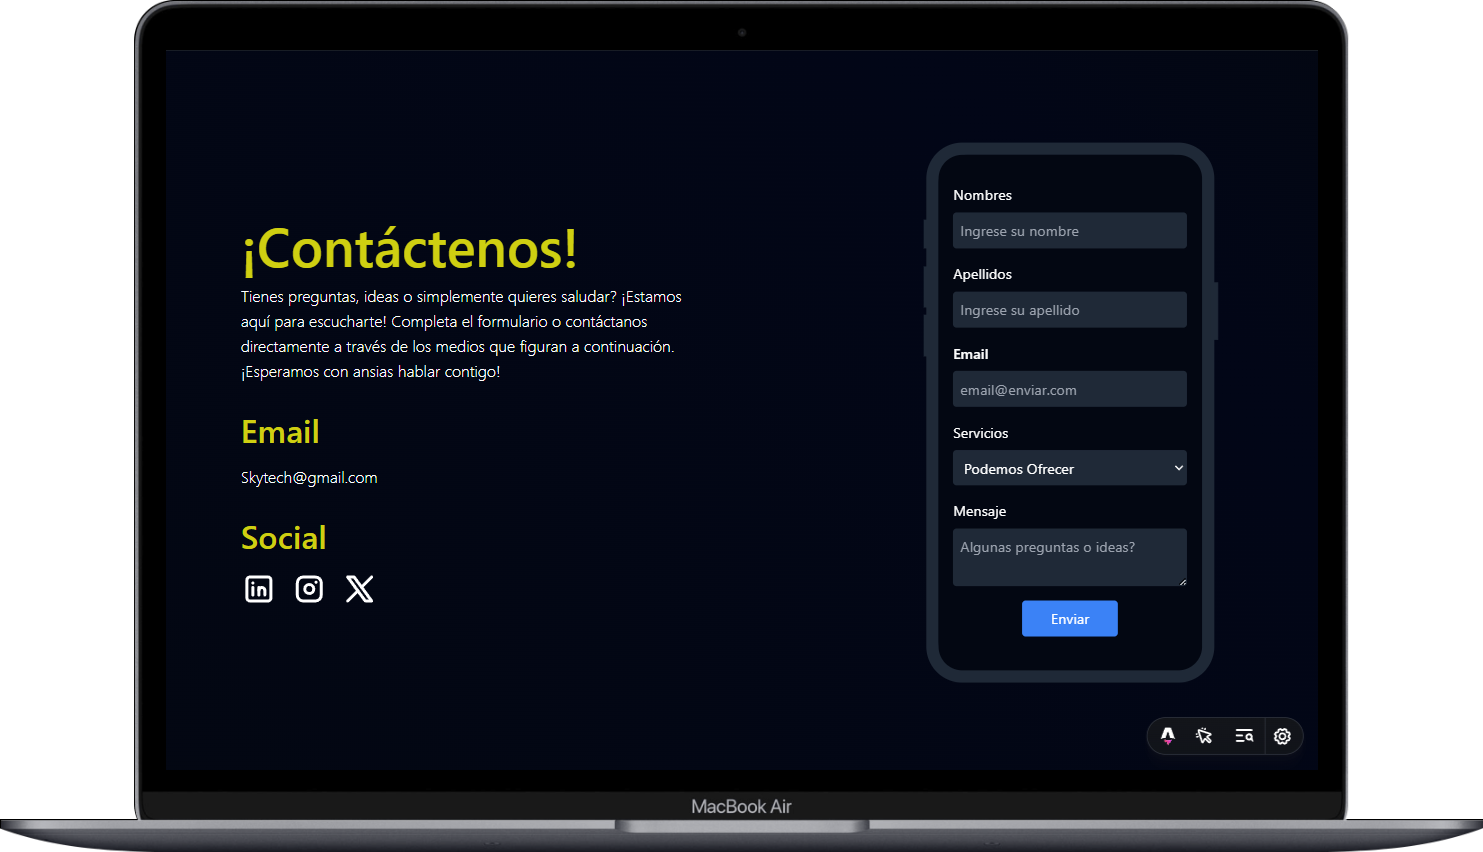 ¡Contáctenos!
Tienes preguntas, ideas o simplemente quieres saludar? ¡Estamos
aquí para escucharte! Completa el formulario o contáctanos
directamente a través de los medios que figuran a continuación.
¡Esperamos con ansias hablar contigo!
Email
Skytech@gmail.com
Social
Nombres
Ingrese su nombre
Apellidos
Ingrese su apellido
Email
email@enviar.com
Servicios
Podemos Ofrecer
Mensaje
Algunas preguntas o ideas?
Enviar
MacBook Air